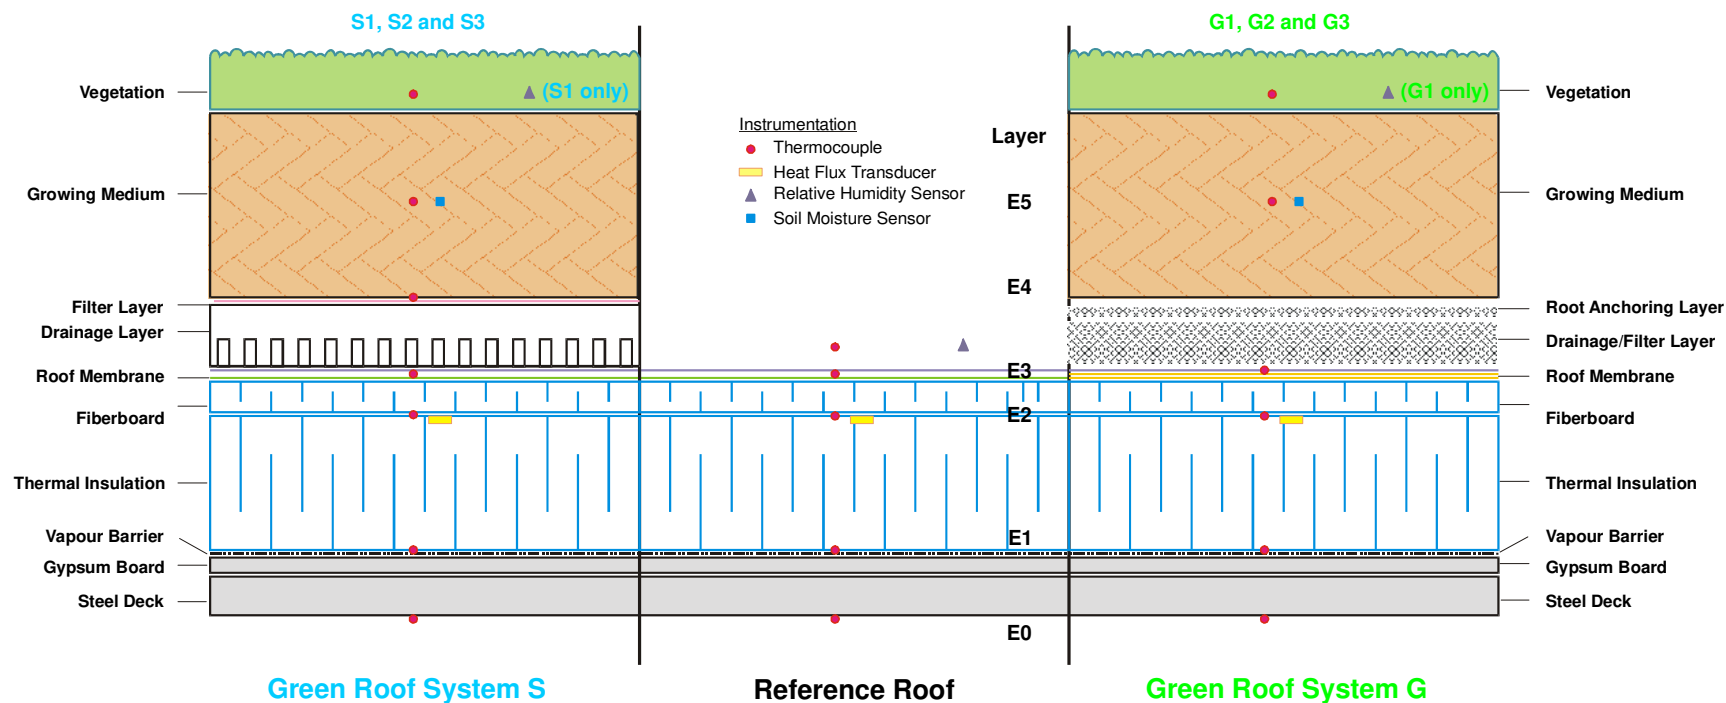 S1, S2 and S3
G1, G2 and G3
Vegetation
(S1 only)
(G1 only)
Vegetation
Instrumentation
Thermocouple
Heat Flux Transducer
Relative Humidity Sensor
Soil Moisture Sensor
Layer
Growing Medium
E5
Growing Medium
E4
Filter Layer
Root Anchoring Layer
Drainage Layer
Drainage/Filter Layer
Roof Membrane
E3
Roof Membrane
Fiberboard
E2
Fiberboard
Thermal Insulation
Thermal Insulation
Vapour Barrier
E1
Vapour Barrier
Gypsum Board
Gypsum Board
Steel Deck
Steel Deck
E0
Green Roof System S
Reference Roof
Green Roof System G